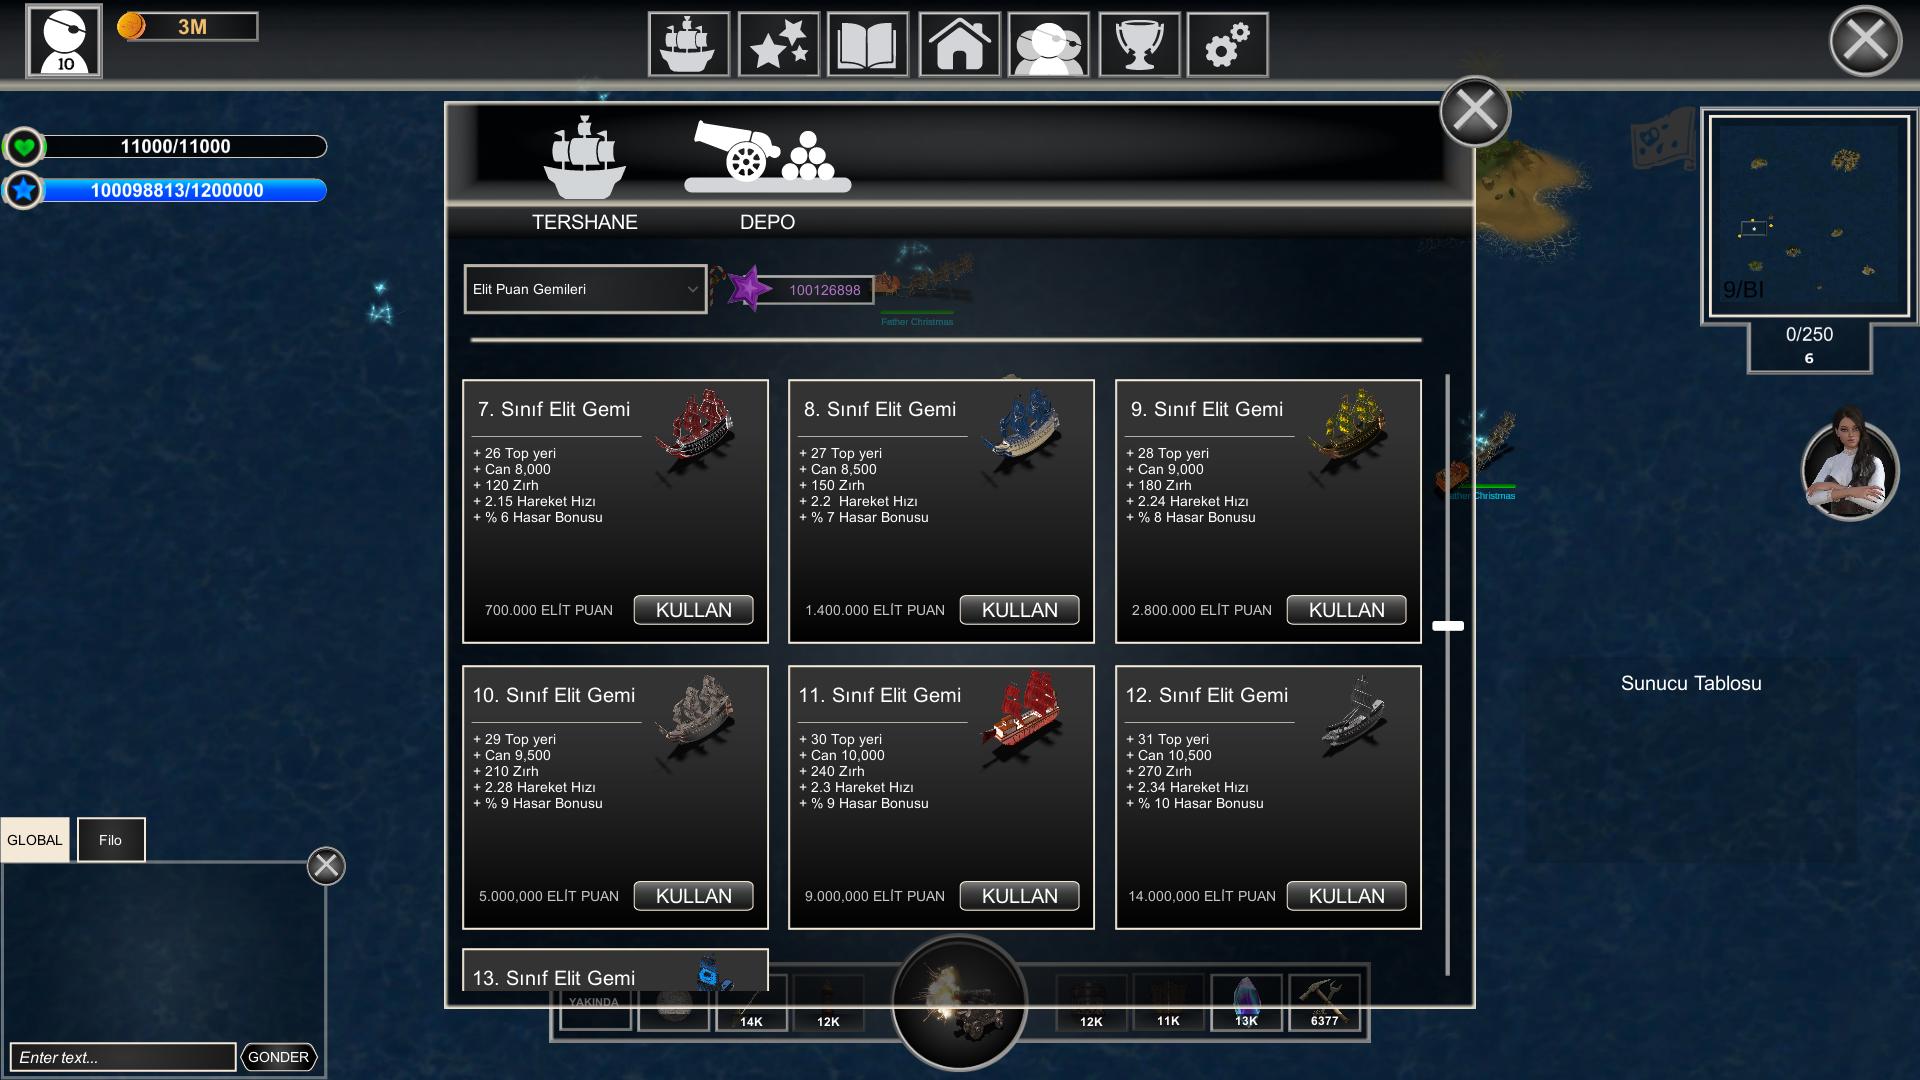 10
3M
11000/11000
100098813/1200000
TERSHANE
DEPO
Elit Puan Gemileri
100126898
Father Christmas
9/BI
0/250
6
7. Sınıf Elit Gemi
+ 26 Top yeri
+ Can 8,000
+ 120 Zırh
+ 2.15 Hareket Hızı
+ % 6 Hasar Bonusu
700.000 ELİT PUAN
KULLAN
8. Sınıf Elit Gemi
+ 27 Top yeri
+ Can 8,500
+ 150 Zırh
+ 2.2 Hareket Hızı
+ % 7 Hasar Bonusu
1.400.000 ELİT PUAN
KULLAN
9. Sınıf Elit Gemi
+ 28 Top yeri
+ Can 9,000
+ 180 Zırh
+ 2.24 Hareket Hızı
+ % 8 Hasar Bonusu
2.800.000 ELİT PUAN
KULLAN
ather Christmas
10. Sınıf Elit Gemi
+ 29 Top yeri
+ Can 9,500
+ 210 Zırh
+ 2.28 Hareket Hızı
+ % 9 Hasar Bonusu
5.000,000 ELİT PUAN
KULLAN
11. Sınıf Elit Gemi
+ 30 Top yeri
+ Can 10,000
+ 240 Zırh
+ 2.3 Hareket Hızı
+ % 9 Hasar Bonusu
9.000,000 ELİT PUAN
KULLAN
12. Sınıf Elit Gemi
+ 31 Top yeri
+ Can 10,500
+ 270 Zırh
+ 2.34 Hareket Hızı
+ % 10 Hasar Bonusu
14.000,000 ELİT PUAN
KULLAN
Sunucu Tablosu
13. Sınıf Elit Gemi
GLOBAL
Filo
Enter text...
GONDER
YAKINDA
14K
12K
12K
11K
13K
6377